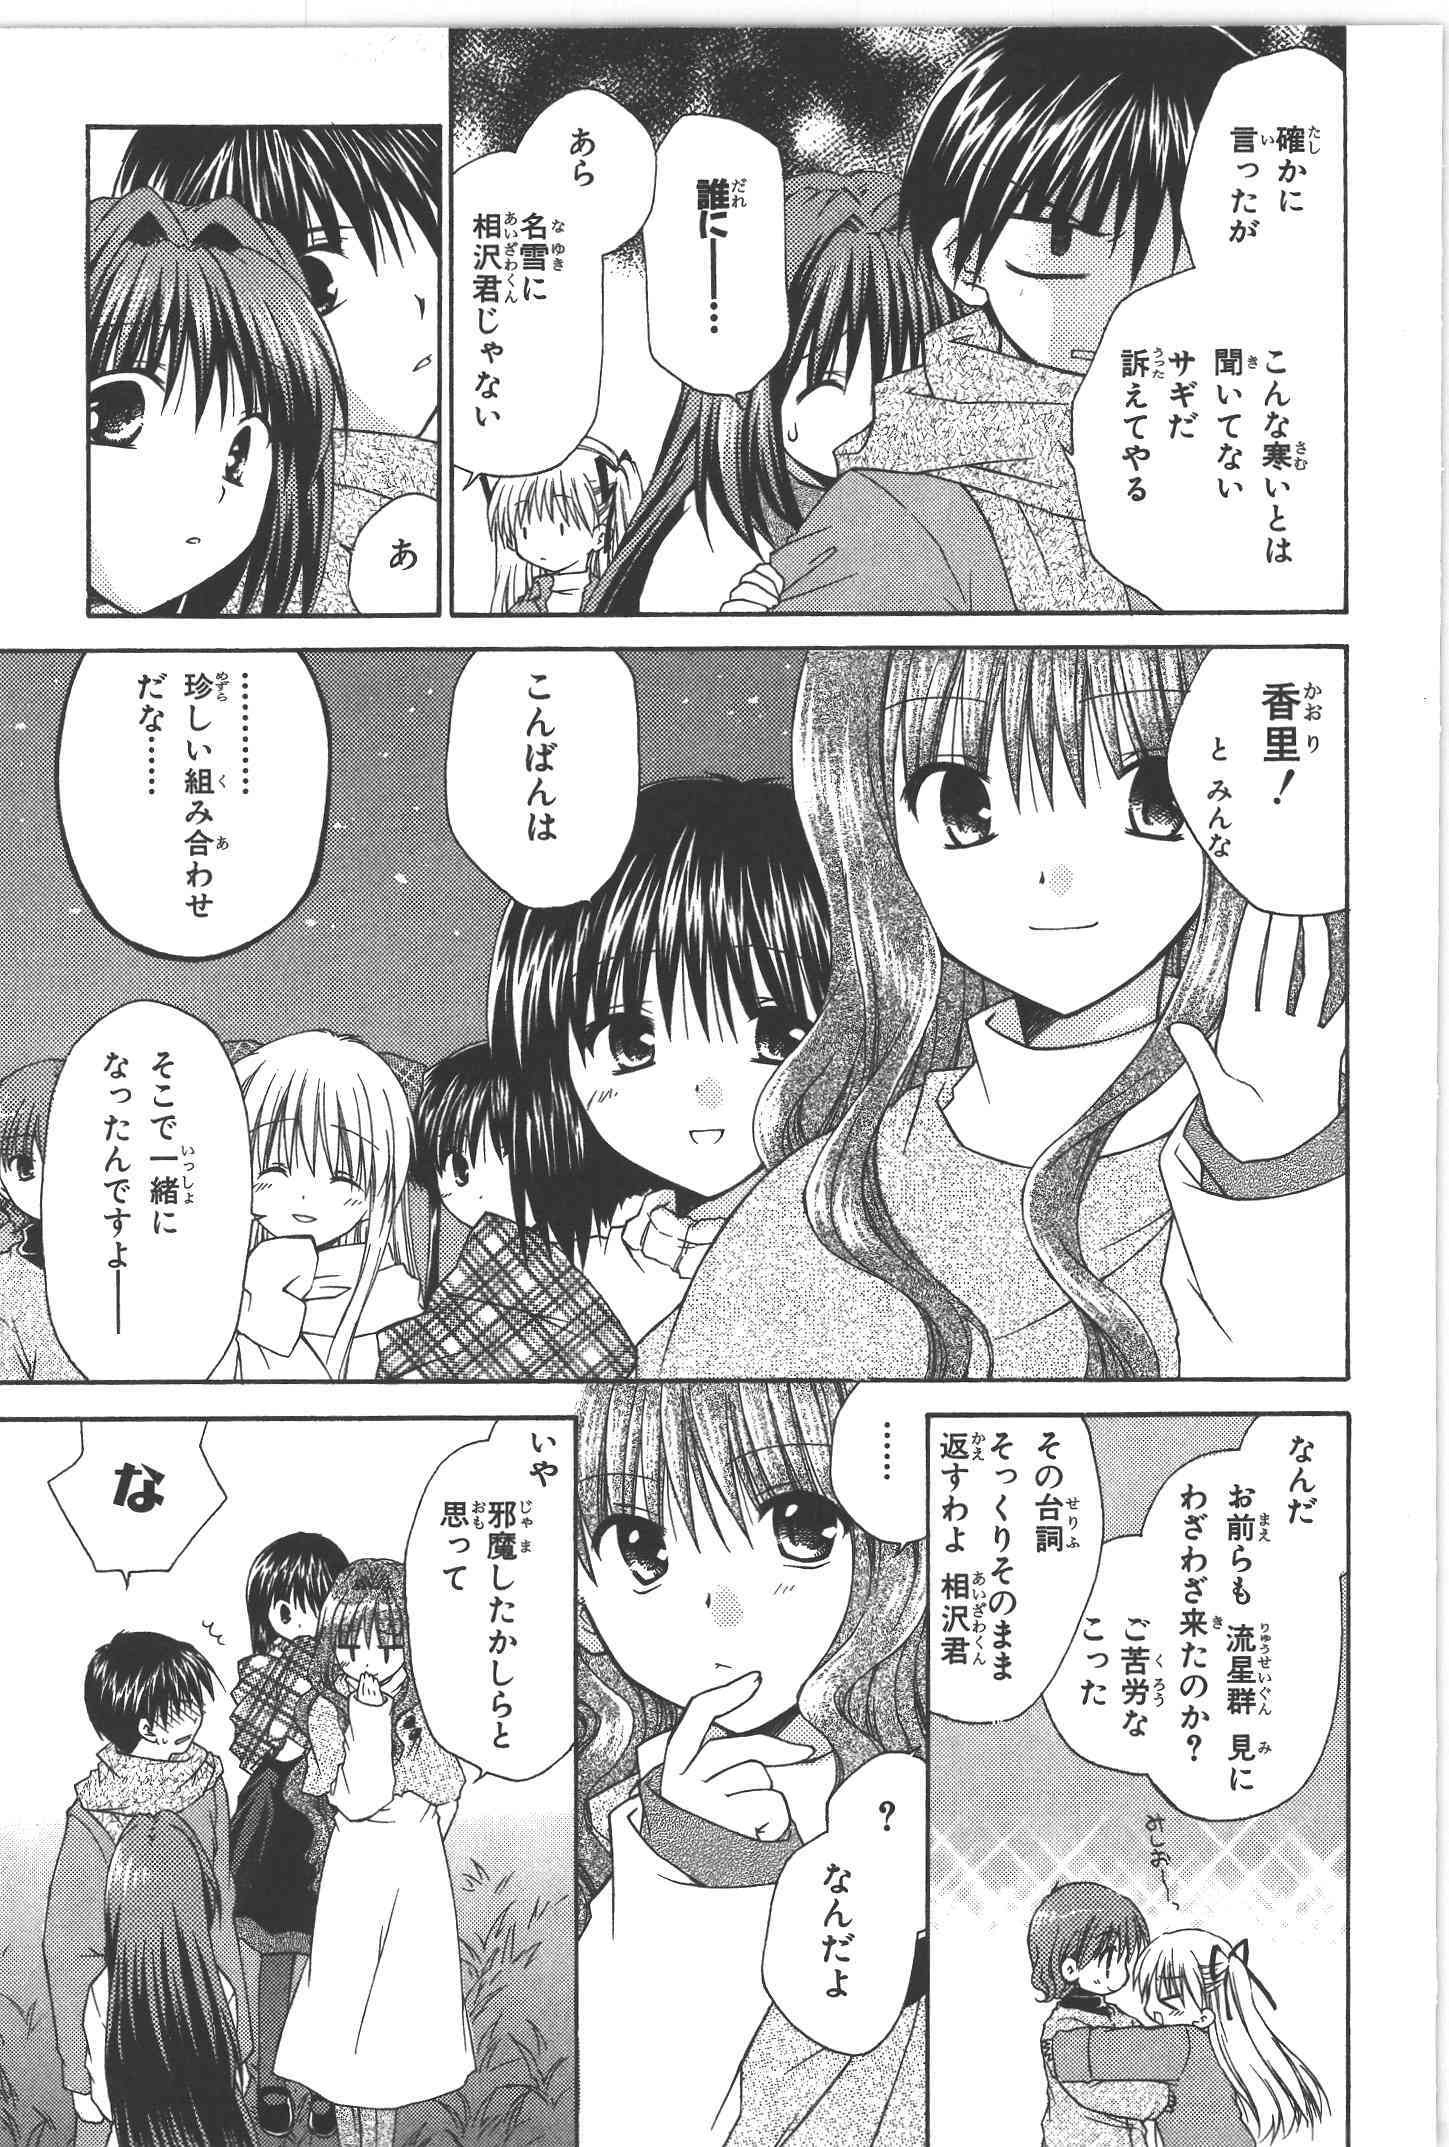 確かに
言ったが
こんな寒いとは
聞いてない
サギだ
訴えてやる
誰に――……
あら
名雪に
相沢君じゃない
あ
香里！
と みんな
こんばんは
…………
珍しい組み合わせ
だな……
そこで一緒に
なったんですよ――
なんだ
お前らも 流星群 見に
わざわざ来たのか？
ご苦労な
こった
みしお〜
その台詞
そっくりそのまま
返すわよ 相沢君
……
？
なんだよ
いや
邪魔したかしらと
思って
な